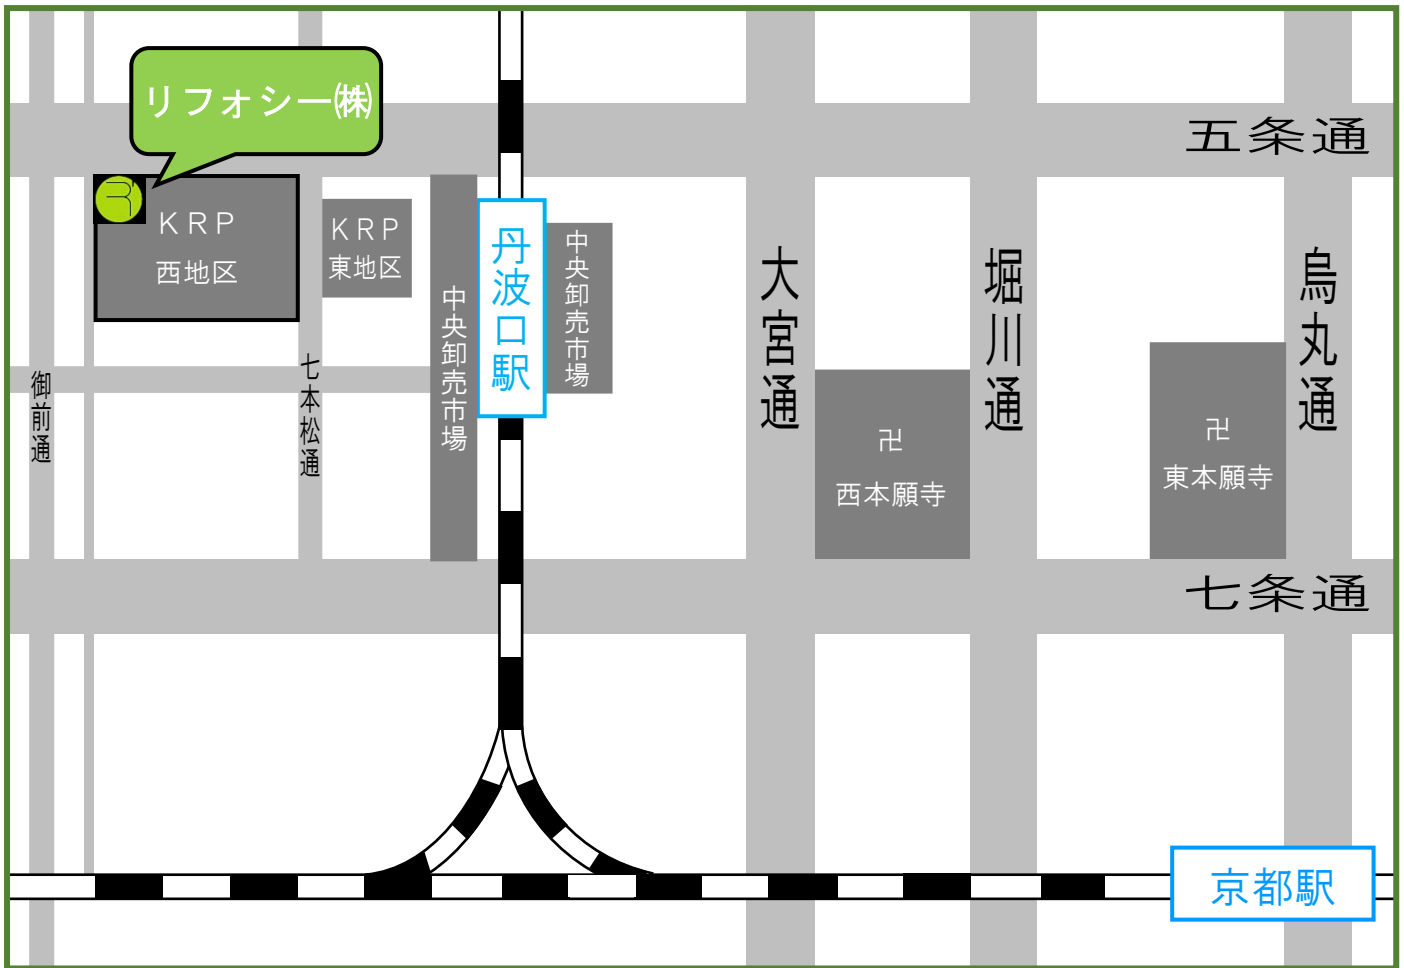 リフォシー㈱
五条通
KRP
西地区
KRP
東地区
中央卸売市場
丹波口駅
中央卸売市場
大宮通
堀川通
烏丸通
御前通
七本松通
卍
西本願寺
卍
東本願寺
七条通
京都駅